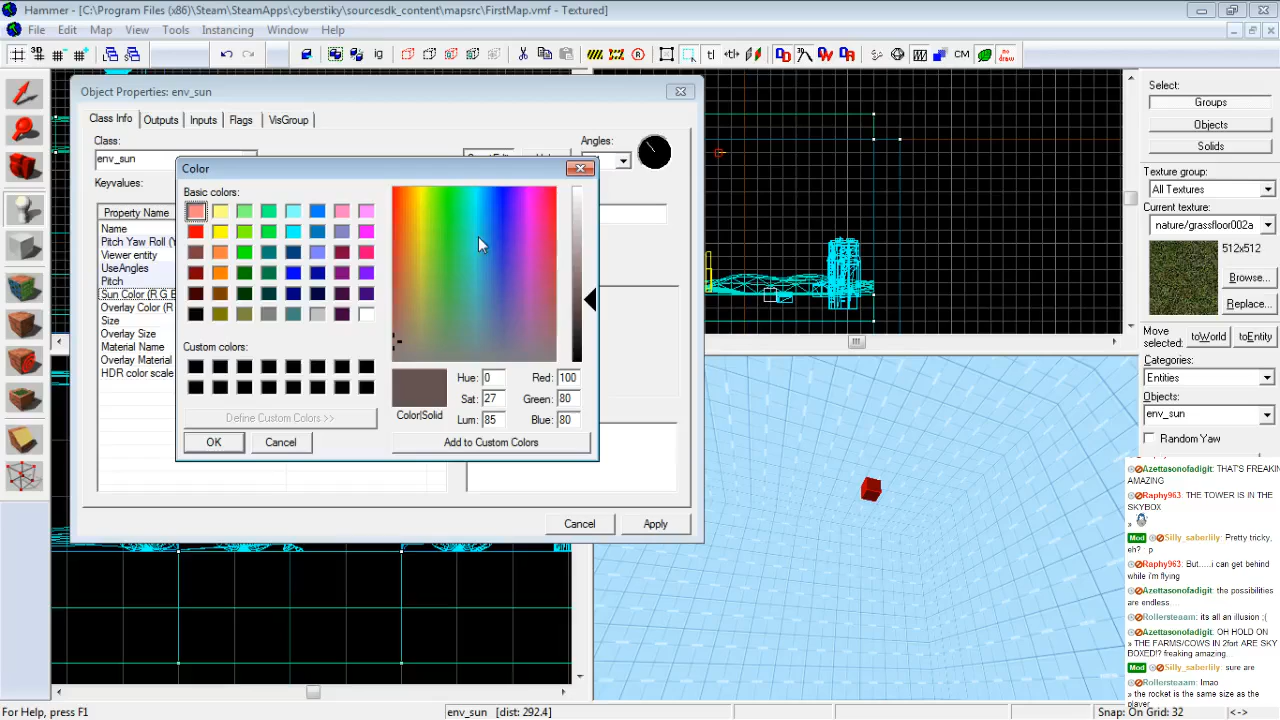 Hammer - [C:\Program Files (x86)\Steam\SteamApps\cyberstiky\sourcesdk_content\mapsrc\FirstMap.vmf - Textured]
File Edit Map View Tools Instancing Window Help
ig
CM
Object Properties: env_sun
Class Info Outputs Inputs Flags VisGroup
Class:
env_sun
Angles:
Keyvalues:
Property Name
Name
Pitch Yaw Roll (Y
Viewer entity
UseAngles
Pitch
Sun Color (R G B
Overlay Color (R
Size
Overlay Size
Material Name
Overlay Material
HDR color scale
Cancel Apply
Color
Basic colors:
Custom colors:
Define Custom Colors >>
OK Cancel
Color|Solid
Hue: 0 Red: 100
Sat: 27 Green: 80
Lum: 85 Blue: 80
Add to Custom Colors
Select:
Groups
Objects
Solids
Texture group:
All Textures
Current texture:
nature/grassfloor002a
512x512
Browse...
Replace...
Move
selected:
toWorld toEntity
Categories:
Entities
Objects:
env_sun
Random Yaw
Azettasonofadigit: THAT'S FREAKIN
AMAZING
Raphy963: THE TOWER IS IN THE
SKYBOX
»
Mod Silly_saberlily: Pretty tricky,
eh? :p
Raphy963: But.....i can get behind
while i'm flying
Azettasonofadigit: the possibilities
are endless....
Rollersteaam: its all an illusion ;(
Azettasonofadigit: OH HOLD ON
» THE FARMS/COWS IN 2fort ARE SKY
BOXED!? freaking amazing..
Mod Silly_saberlily: sure are
Rollersteaam: lmao
» the rocket is the same size as the
player
For Help, press F1
env_sun [dist: 292.4]
Snap: On Grid: 32
<->